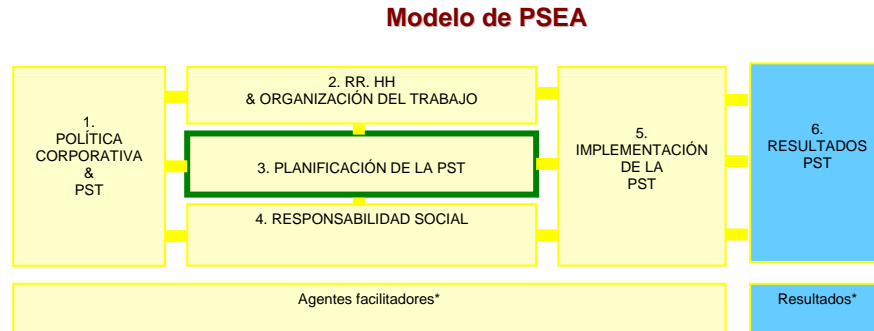 Modelo de PSEA
1.
POLÍTICA
CORPORATIVA
&
PST
2. RR. HH
& ORGANIZACIÓN DEL TRABAJO
3. PLANIFICACIÓN DE LA PST
4. RESPONSABILIDAD SOCIAL
5.
IMPLEMENTACIÓN
DE LA
PST
6.
RESULTADOS
PST
Agentes facilitadores*
Resultados*